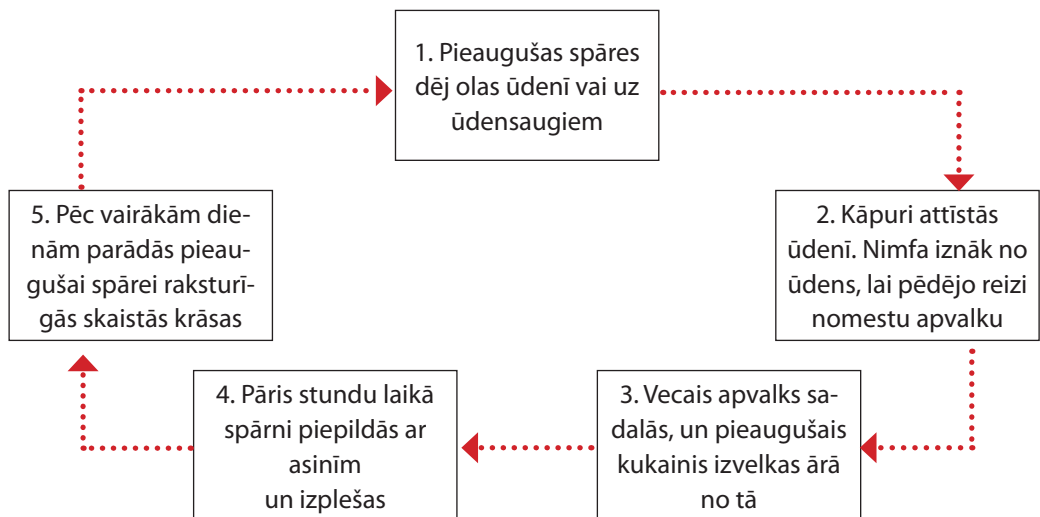 1. Pieaugušas spāres
dēj olas ūdenī vai uz
ūdensaugiem
2. Kāpuri attīstās
ūdenī. Nimfa iznāk no
ūdens, lai pēdējo reizi
nomestu apvalku
3. Vecais apvalks sa-
dalās, un pieaugušais
kukainis izvelkas ārā
no tā
4. Pāris stundu laikā
spārni piepildās ar
asinīm
un izplešas
5. Pēc vairākām die-
nām parādās pieau-
gušai spārei raksturī-
gās skaistās krāsas